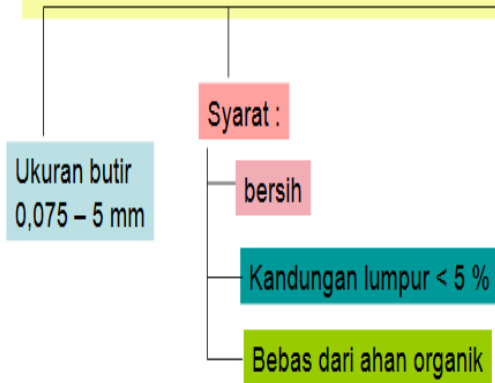 Syarat :
Ukuran butir
0,075 – 5 mm
bersih
Kandungan lumpur < 5 %
Bebas dari ahan organik